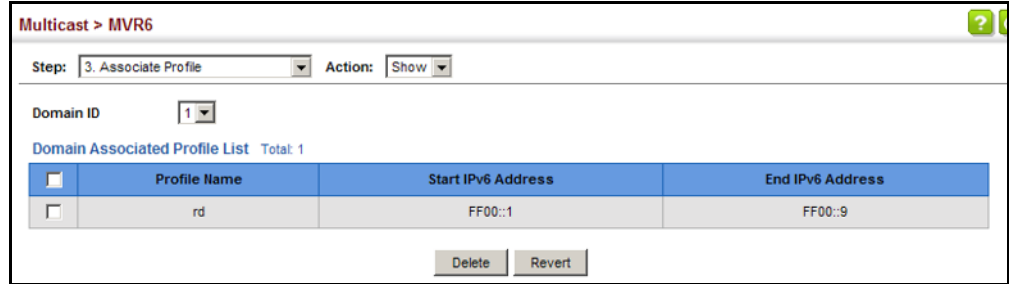 Multicast > MVR6
?
Step: 3. Associate Profile Action: Show
Domain ID 1
Domain Associated Profile List Total: 1
Profile Name Start IPv6 Address End IPv6 Address
rd FF00::1 FF00::9
Delete Revert